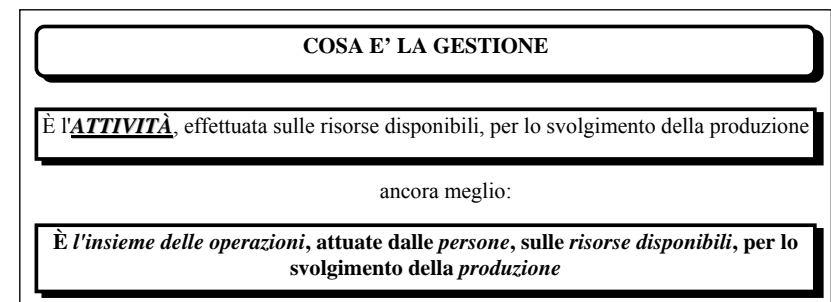 COSA E' LA GESTIONE
È l'ATTIVITÀ, effettuata sulle risorse disponibili, per lo svolgimento della produzione
ancora meglio:
È l'insieme delle operazioni, attuate dalle persone, sulle risorse disponibili, per lo
svolgimento della produzione